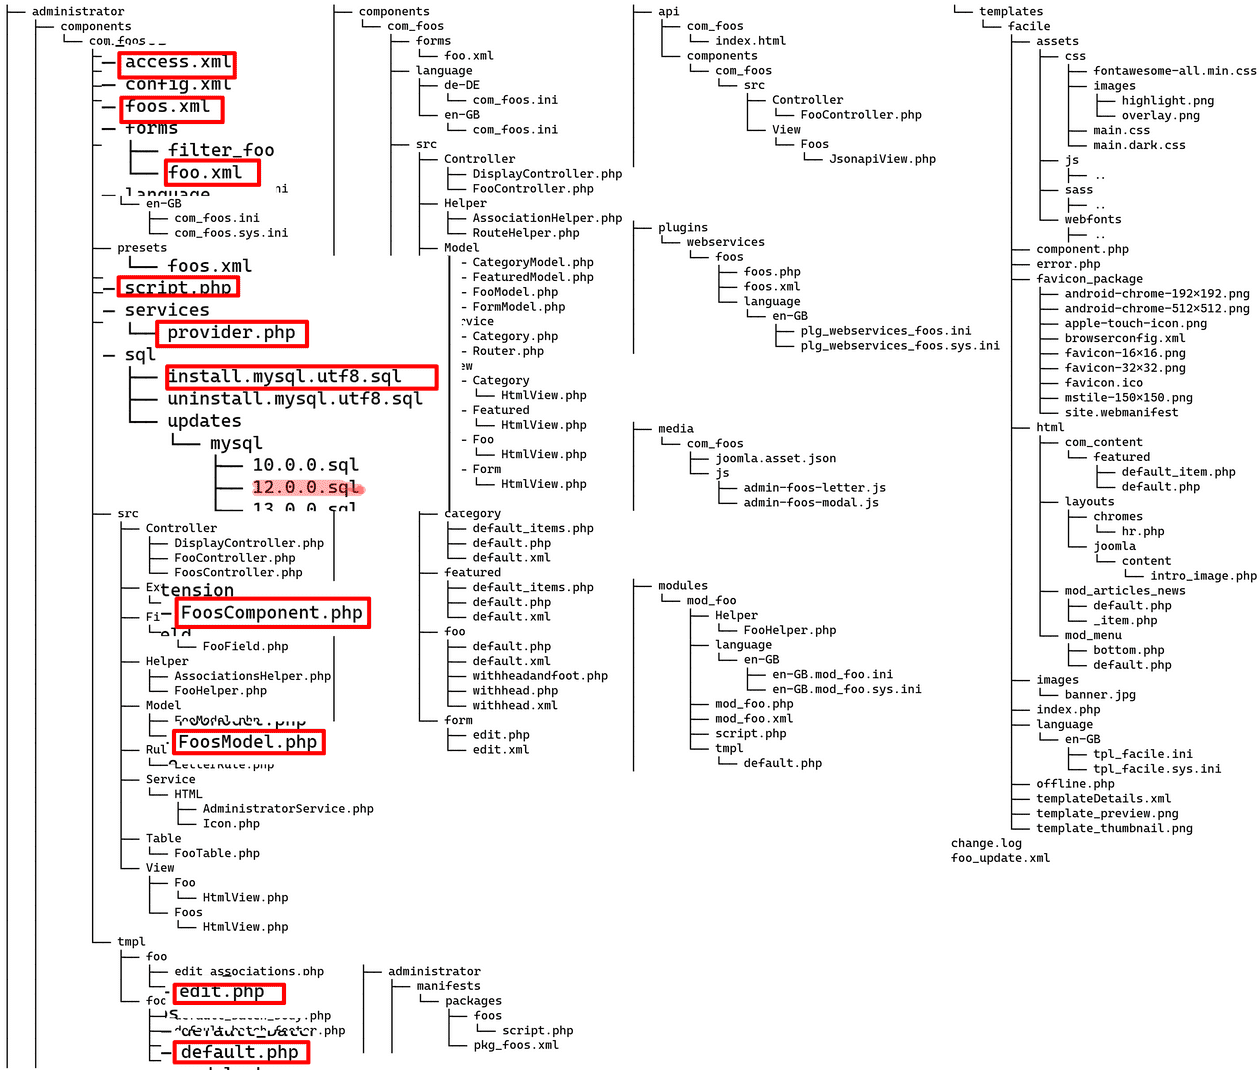 administrator
components
com_foos
access.xml
config.xml
foos.xml
forms
filter_foo
foo.xml
language
ni
en-GB
com_foos.ini
com_foos.sys.ini
presets
foos.xml
script.php
services
provider.php
sql
install.mysql.utf8.sql
uninstall.mysql.utf8.sql
updates
mysql
10.0.0.sql
12.0.0.sql
13.0.0.sql
src
Controller
DisplayController.php
FooController.php
FoosController.php
Extension
FoosComponent.php
Field
FooField.php
Helper
AssociationsHelper.php
FooHelper.php
Model
FooModel.php
FoosModel.php
Rul
LetterRule.php
Service
HTML
AdministratorService.php
Icon.php
Table
FooTable.php
View
Foo
HtmlView.php
Foos
HtmlView.php
tmpl
foo
edit_associations.php
edit.php
foos
default_batch_body.php
default_batch_footer.php
default.php
components
com_foos
forms
foo.xml
language
de-DE
com_foos.ini
en-GB
com_foos.ini
src
Controller
DisplayController.php
FooController.php
Helper
AssociationHelper.php
RouteHelper.php
Model
CategoryModel.php
FeaturedModel.php
FooModel.php
FormModel.php
rvice
Category.php
Router.php
ew
Category
HtmlView.php
Featured
HtmlView.php
Foo
HtmlView.php
Form
HtmlView.php
category
default_items.php
default.php
default.xml
featured
default_items.php
default.php
default.xml
foo
default.php
default.xml
withheadandfoot.php
withhead.php
withhead.xml
form
edit.php
edit.xml
administrator
manifests
packages
foos
script.php
pkg_foos.xml
api
com_foos
index.html
components
com_foos
src
Controller
FooController.php
View
Foos
JsonapiView.php
plugins
webservices
foos
foos.php
foos.xml
language
en-GB
plg_webservices_foos.ini
plg_webservices_foos.sys.ini
media
com_foos
joomla.asset.json
js
admin-foos-letter.js
admin-foos-modal.js
modules
mod_foo
Helper
FooHelper.php
language
en-GB
en-GB.mod_foo.ini
en-GB.mod_foo.sys.ini
mod_foo.php
mod_foo.xml
script.php
tmpl
default.php
templates
facile
assets
css
fontawesome-all.min.css
images
highlight.png
overlay.png
main.css
main.dark.css
js
..
sass
..
webfonts
..
component.php
error.php
favicon_package
android-chrome-192×192.png
android-chrome-512×512.png
apple-touch-icon.png
browserconfig.xml
favicon-16×16.png
favicon-32×32.png
favicon.ico
mstile-150×150.png
site.webmanifest
html
com_content
featured
default_item.php
default.php
layouts
chromes
hr.php
joomla
content
intro_image.php
mod_articles_news
default.php
_item.php
mod_menu
bottom.php
default.php
images
banner.jpg
index.php
language
en-GB
tpl_facile.ini
tpl_facile.sys.ini
offline.php
templateDetails.xml
template_preview.png
template_thumbnail.png
change.log
foo_update.xml